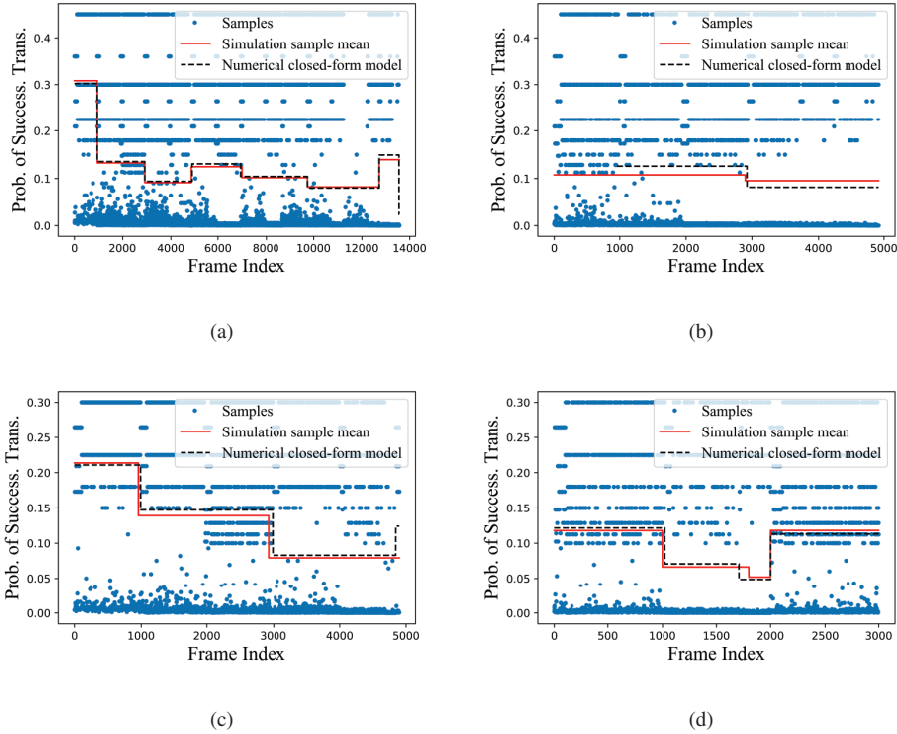 Prob. of Success. Trans.
0.4
0.3
0.2
0.1
0.0
Samples
Simulation sample mean
Numerical closed-form model
0 2000 4000 6000 8000 10000 12000 14000
Frame Index
(a)
Prob. of Success. Trans.
0.4
0.3
0.2
0.1
0.0
Samples
Simulation sample mean
Numerical closed-form model
0 1000 2000 3000 4000 5000
Frame Index
(b)
Prob. of Success. Trans.
0.30
0.25
0.20
0.15
0.10
0.05
0.00
Samples
Simulation sample mean
Numerical closed-form model
0 1000 2000 3000 4000 5000
Frame Index
(c)
Prob. of Success. Trans.
0.30
0.25
0.20
0.15
0.10
0.05
0.00
Samples
Simulation sample mean
Numerical closed-form model
0 500 1000 1500 2000 2500 3000
Frame Index
(d)